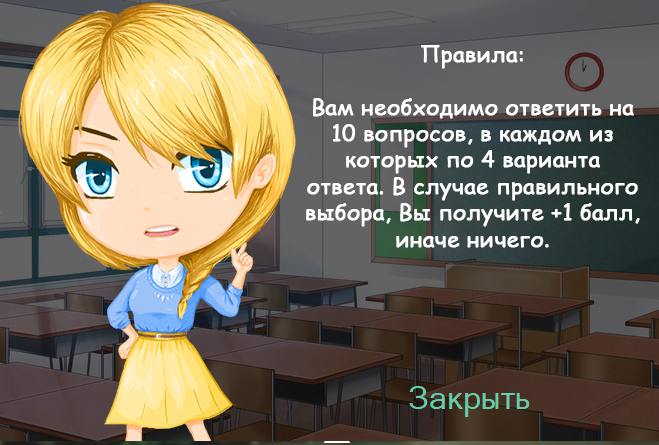 Правила:
Вам необходимо ответить на
10 вопросов, в каждом из
которых по 4 варианта
ответа. В случае правильного
выбора, Вы получите +1 балл,
иначе ничего.
Закрыть